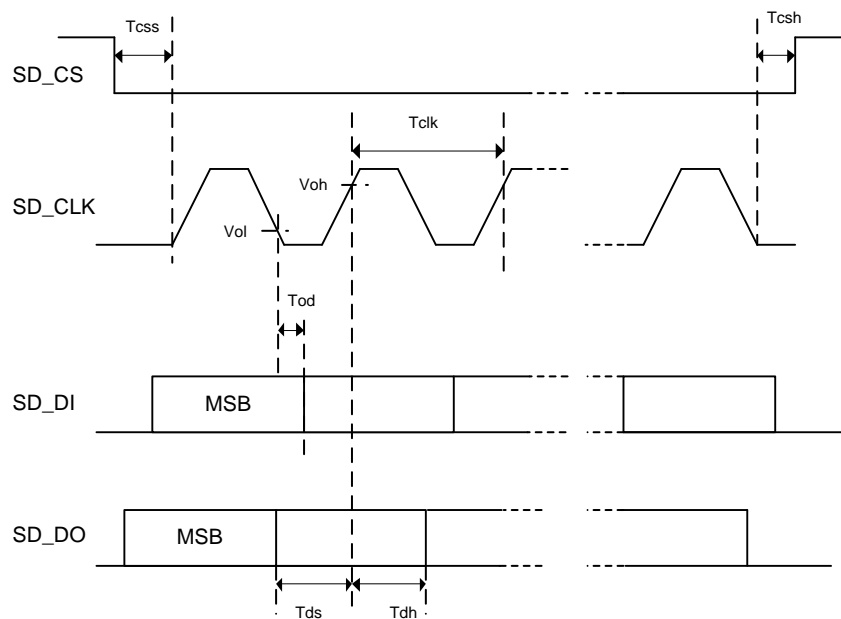 Tcss
Tcsh
SD_CS
Tclk
Voh
SD_CLK
Vol
Tod
SD_DI
MSB
SD_DO
MSB
Tds
Tdh